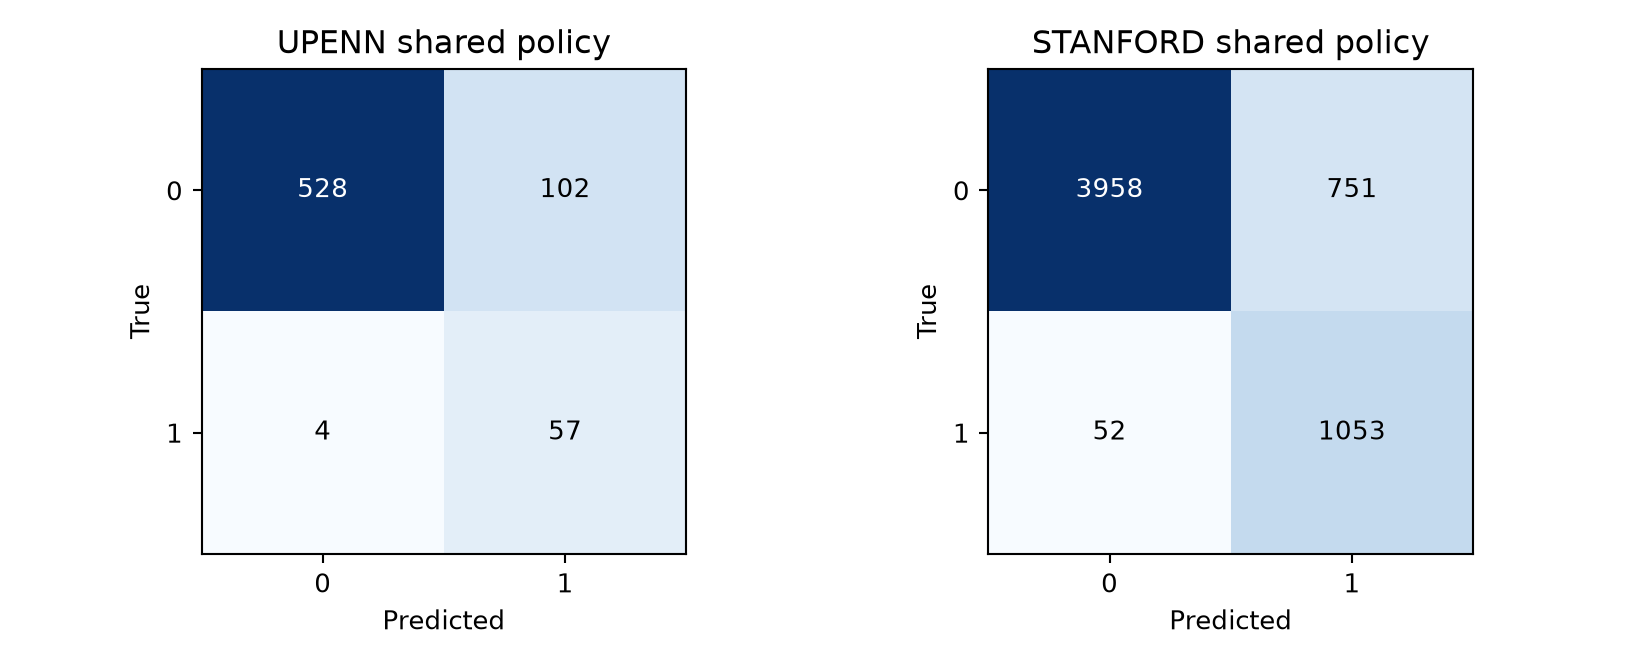 UPENN shared policy
0
528
102
True
1
4
57
0
1
Predicted
STANFORD shared policy
0
3958
751
True
1
52
1053
0
1
Predicted